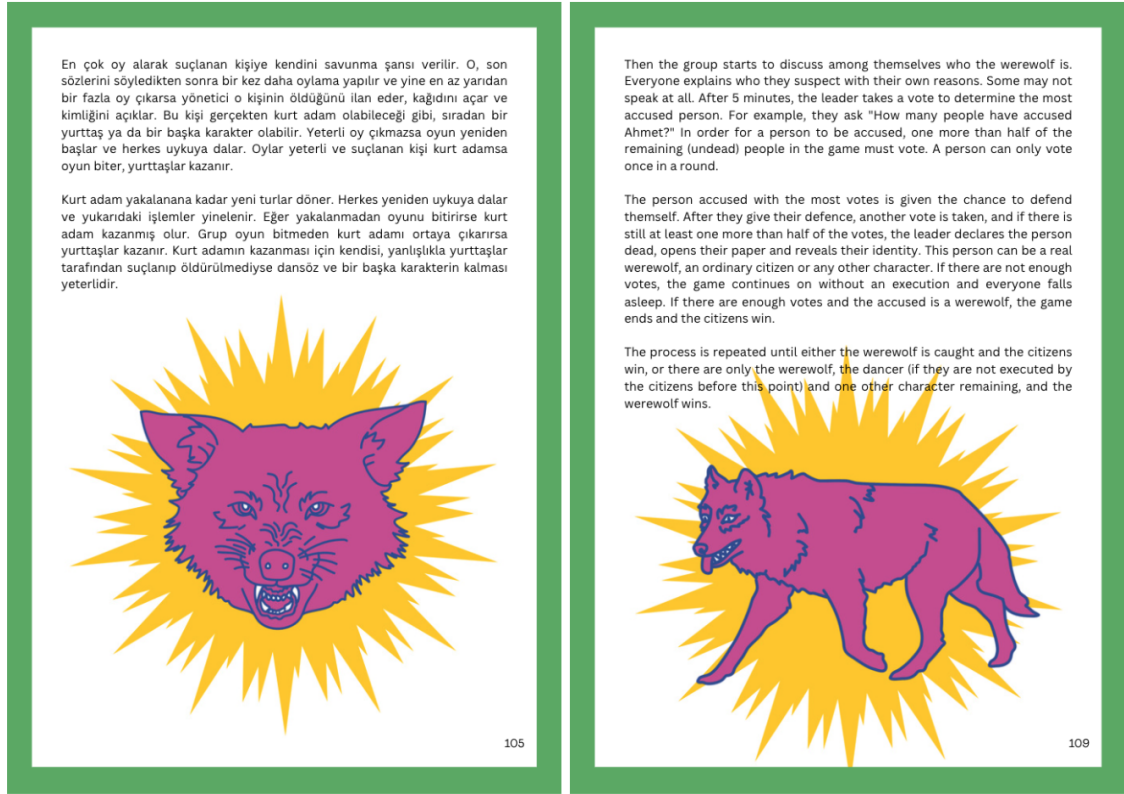 En çok oy alarak suçlanan kişiye kendini savunma şansı verilir. O, son
sözlerini söyledikten sonra bir kez daha oylama yapılır ve yine en az yarıdan
bir fazla oy çıkarsa yönetici o kişinin öldüğünü ilan eder, kağıdını açar ve
kimliğini açıklar. Bu kişi gerçekten kurt adam olabileceği gibi, sıradan bir
yurttaş ya da bir başka karakter olabilir. Yeterli oy çıkmazsa oyun yeniden
başlar ve herkes uykuya dalar. Oylar yeterli ve suçlanan kişi kurt adamsa
oyun biter, yurttaşlar kazanır.
Kurt adam yakalanana kadar yeni turlar döner. Herkes yeniden uykuya dalar
ve yukarıdaki işlemler yinelenir. Eğer yakalanmadan oyunu bitirirse kurt
adam kazanmış olur. Grup oyun bitmeden kurt adamı ortaya çıkarırsa
yurttaşlar kazanır. Kurt adamın kazanması için kendisi, yanlışlıkla yurttaşlar
tarafından suçlanıp öldürülmediyse dansöz ve bir başka karakterin kalması
yeterlidir.
105
Then the group starts to discuss among themselves who the werewolf is.
Everyone explains who they suspect with their own reasons. Some may not
speak at all. After 5 minutes, the leader takes a vote to determine the most
accused person. For example, they ask "How many people have accused
Ahmet?" In order for a person to be accused, one more than half of the
remaining (undead) people in the game must vote. A person can only vote
once in a round.
The person accused with the most votes is given the chance to defend
themself. After they give their defence, another vote is taken, and if there is
still at least one more than half of the votes, the leader declares the person
dead, opens their paper and reveals their identity. This person can be a real
werewolf, an ordinary citizen or any other character. If there are not enough
votes, the game continues on without an execution and everyone falls
asleep. If there are enough votes and the accused is a werewolf, the game
ends and the citizens win.
The process is repeated until either the werewolf is caught and the citizens
win, or there are only the werewolf, the dancer (if they are not executed by
the citizens before this point) and one other character remaining, and the
werewolf wins.
109